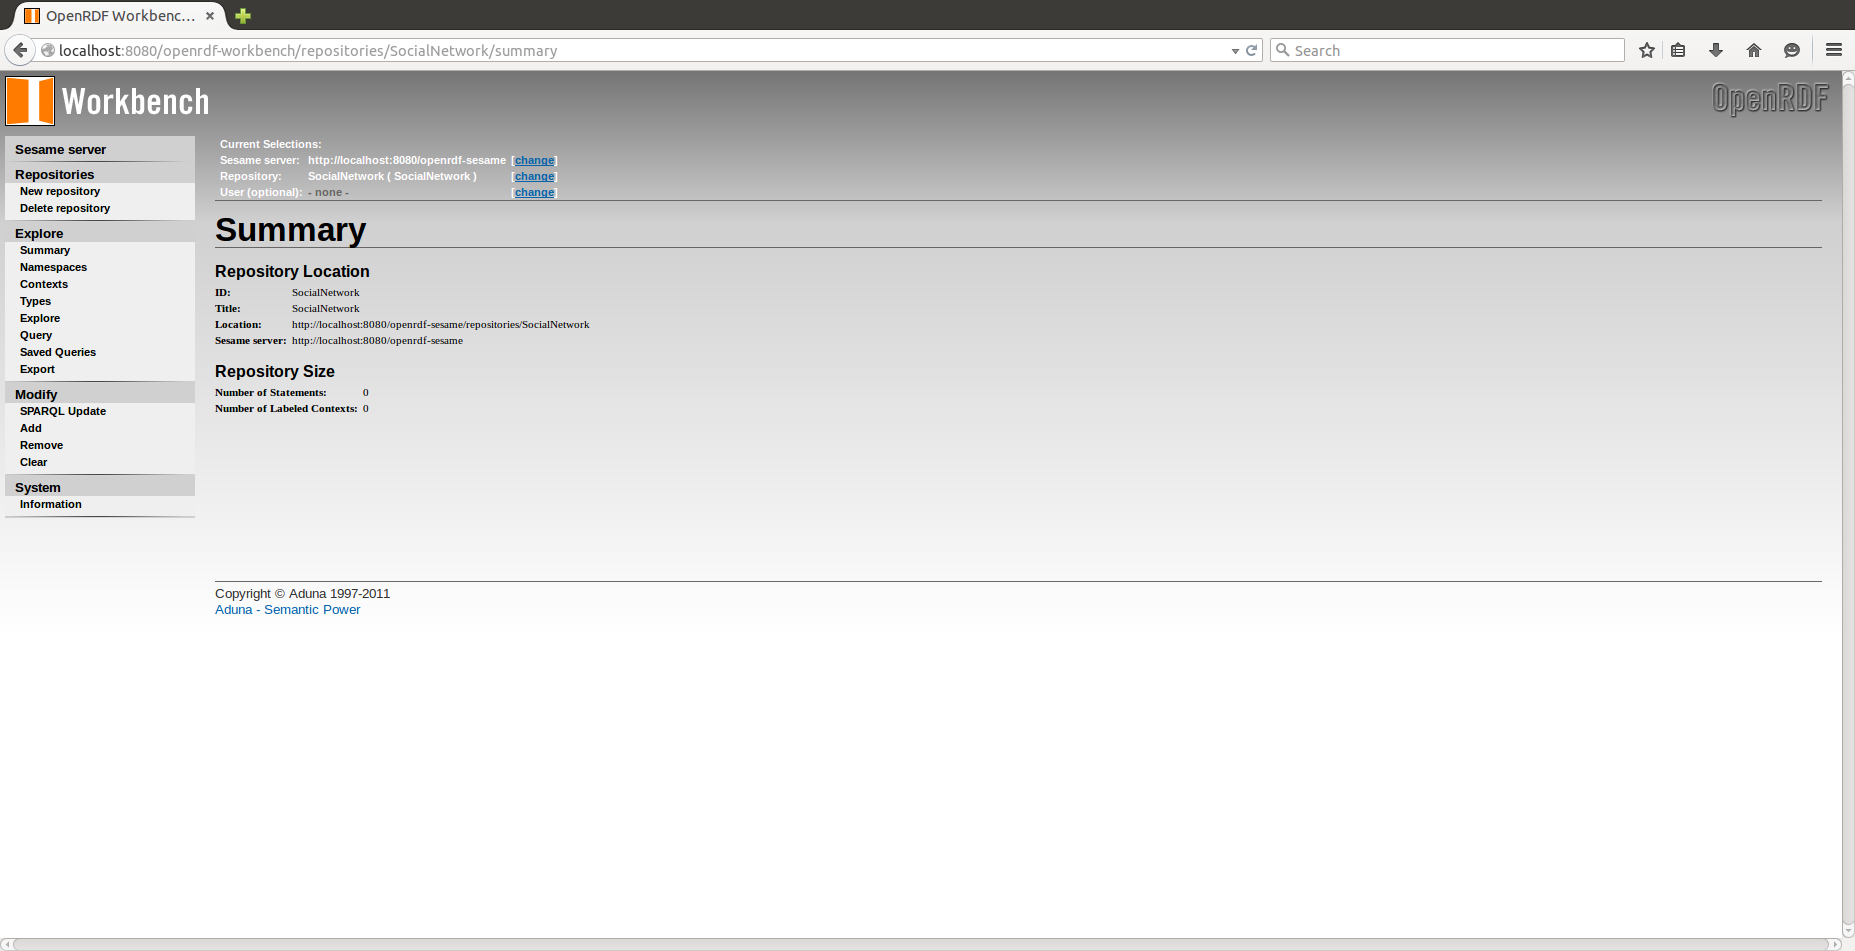 OpenRDF Workbenc...
localhost:8080/openrdf-workbench/repositories/SocialNetwork/summary
Search
Workbench
OpenRDF
Sesame server
Repositories
New repository
Delete repository
Explore
Summary
Namespaces
Contexts
Types
Explore
Query
Saved Queries
Export
Modify
SPARQL Update
Add
Remove
Clear
System
Information
Current Selections:
Sesame server: http://localhost:8080/openrdf-sesame [change]
Repository: SocialNetwork ( SocialNetwork ) [change]
User (optional): - none - [change]
Summary
Repository Location
ID: SocialNetwork
Title: SocialNetwork
Location: http://localhost:8080/openrdf-sesame/repositories/SocialNetwork
Sesame server: http://localhost:8080/openrdf-sesame
Repository Size
Number of Statements: 0
Number of Labeled Contexts: 0
Copyright © Aduna 1997-2011
Aduna - Semantic Power